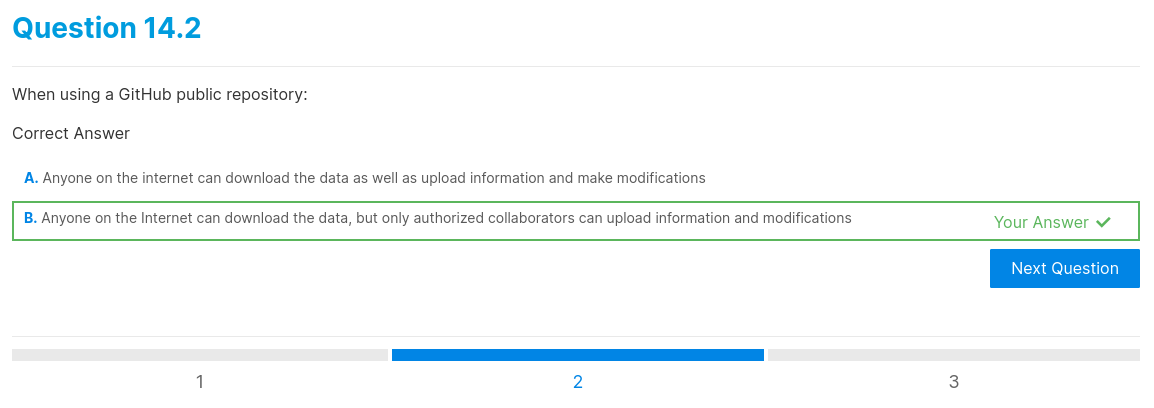 Question 14.2
When using a GitHub public repository:
Correct Answer
A. Anyone on the internet can download the data as well as upload information and make modifications
B. Anyone on the Internet can download the data, but only authorized collaborators can upload information and modifications
Your Answer ✓
Next Question
1 2 3